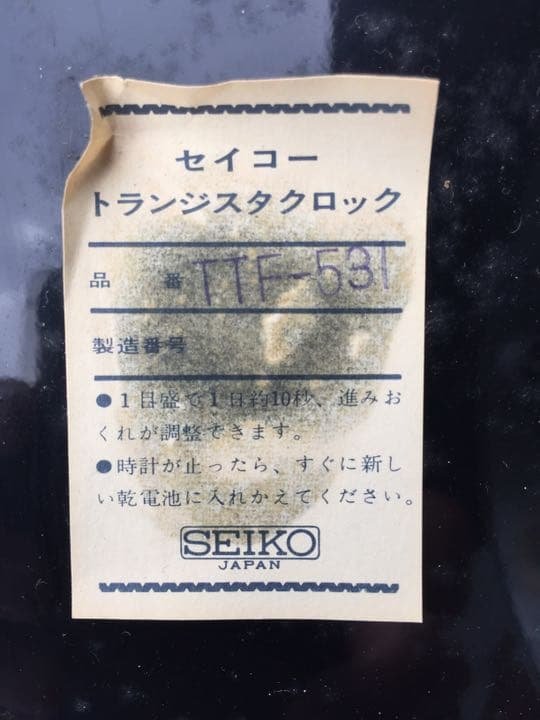 セイコー
トランジスタクロック
品番 TTF-531
製造番号
●1目盛で1日約10秒、進みお
くれが調整できます。
●時計が止ったら、すぐに新し
い乾電池に入れかえてください。
SEIKO
JAPAN